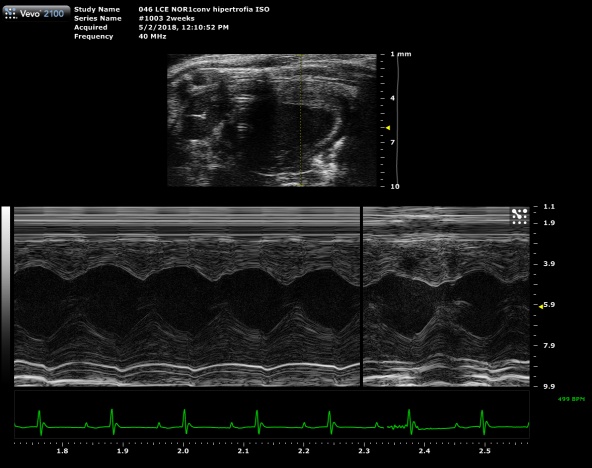 Vevo 2100
Study Name 046 LCE NOR1conv hipertrofia ISO
Series Name #1003 2weeks
Acquired 5/2/2018, 12:10:52 PM
Frequency 40 MHz
1 mm
4
7
10
1.1
1.9
3.9
5.9
7.9
9.9
499 BPM
1.8 1.9 2.0 2.1 2.2 2.3 2.4 2.5